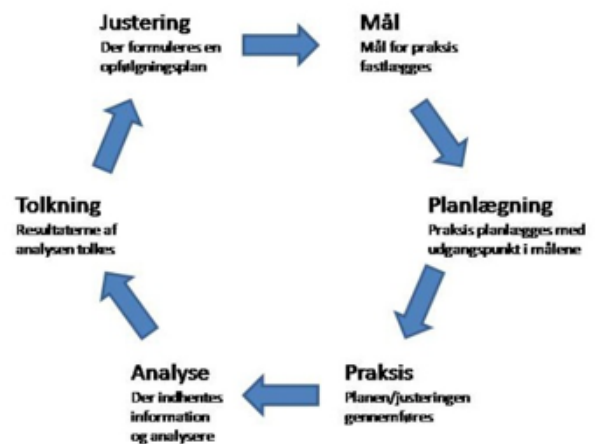 Justering
Der formuleres en
opfølgningsplan
Mål
Mål for praksis
fastlægges
Planlægning
Praksis planlægges med
udgangspunkt i målene
Praksis
Planen/justeringen
gennemføres
Analyse
Der indhentes
information
og analysere
Tolkning
Resultaterne af
analysen tolkes